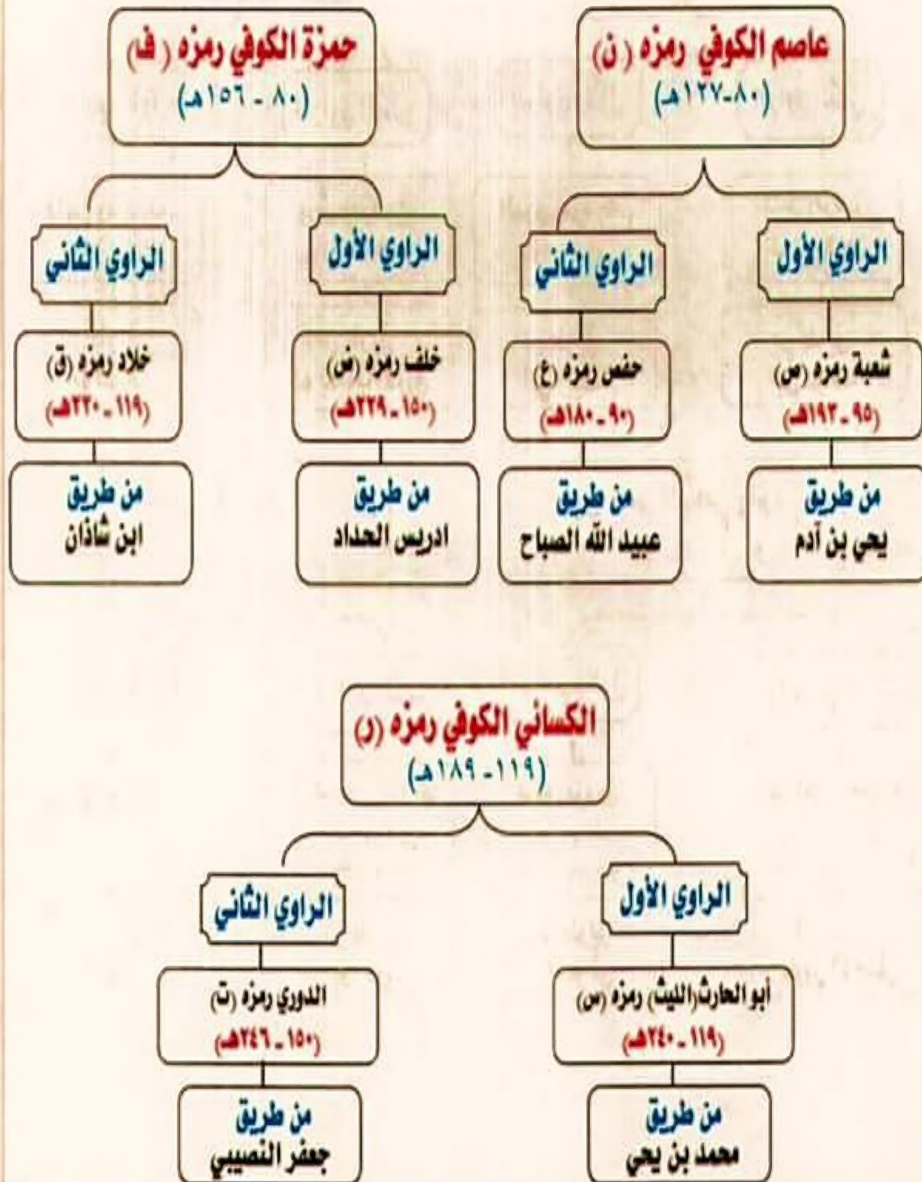 عاصم الكوفي رمزه (ن)
(٨٠-١٢٧هـ)
الراوي الأول
شعبة رمزه (ص)
(٩٥-١٩٣هـ)
من طريق
يحي بن آدم
الراوي الثاني
حفص رمزه (ع)
(٩٠-١٨٠هـ)
من طريق
عبيد الله الصباح
حمزة الكوفي رمزه (ف)
(٨٠ - ١٥٦هـ)
الراوي الأول
خلف رمزه (ض)
(١٥٠-٢٢٩هـ)
من طريق
ادريس الحداد
الراوي الثاني
خلاد رمزه (ق)
(١١٩-٢٢٠هـ)
من طريق
ابن شاذان
الكسائي الكوفي رمزه (ر)
(١١٩-١٨٩هـ)
الراوي الأول
أبو الحارث(الليث) رمزه (س)
(١١٩-٢٤٠هـ)
من طريق
محمد بن يحي
الراوي الثاني
الدوري رمزه (ت)
(١٥٠-٢٤٦هـ)
من طريق
جعفر النصيبي